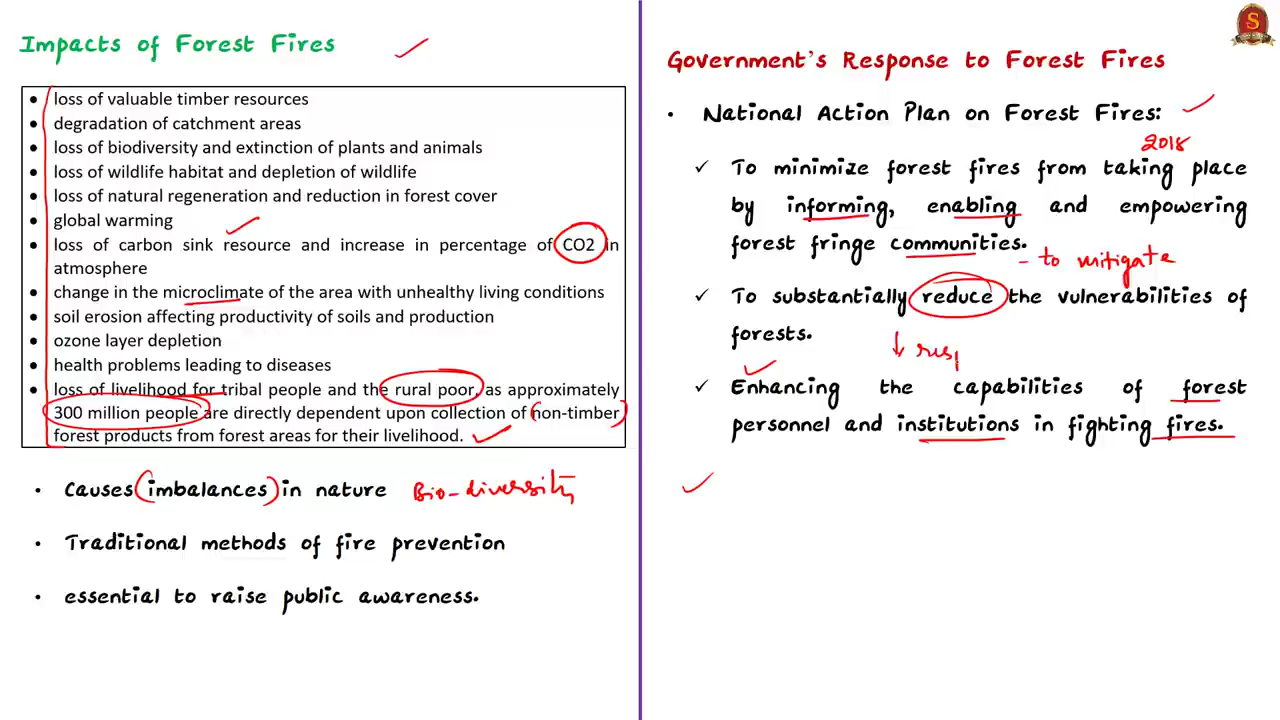 Impacts of Forest Fires
• loss of valuable timber resources
• degradation of catchment areas
• loss of biodiversity and extinction of plants and animals
• loss of wildlife habitat and depletion of wildlife
• loss of natural regeneration and reduction in forest cover
• global warming
• loss of carbon sink resource and increase in percentage of CO2 in
atmosphere
• change in the microclimate of the area with unhealthy living conditions
• soil erosion affecting productivity of soils and production
• ozone layer depletion
• health problems leading to diseases
• loss of livelihood for tribal people and the rural poor, as approximately
300 million people are directly dependent upon collection of non-timber
forest products from forest areas for their livelihood.
• Causes (imbalances) in nature Bio-diversity
• Traditional methods of fire prevention
• essential to raise public awareness.
S
Government's Response to Forest Fires
• National Action Plan on Forest Fires:
2018
✓ To minimize forest fires from taking place
by informing, enabling and empowering
forest fringe communities.
- to mitigate
✓ To substantially reduce the vulnerabilities of
forests.
↓ res
✓ Enhancing the capabilities of forest
personnel and institutions in fighting fires.